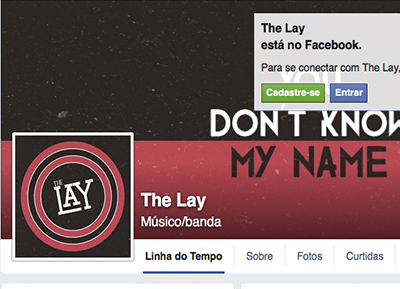 The Lay
está no Facebook.
Para se conectar com The Lay,
Cadastre-se Entrar
YOU
DON'T KNOW
MY NAME
THE
LAY
The Lay
Músico/banda
Linha do Tempo Sobre Fotos Curtidas